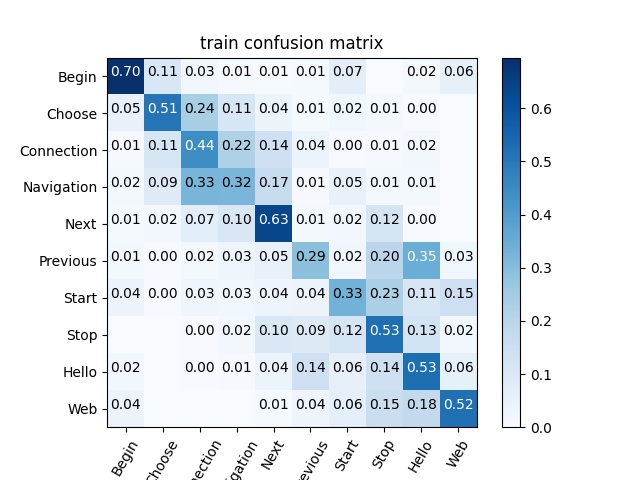 train confusion matrix
Begin 0.70 0.11 0.03 0.01 0.01 0.01 0.07 0.02 0.06
Choose 0.05 0.51 0.24 0.11 0.04 0.01 0.02 0.01 0.00
Connection 0.01 0.11 0.44 0.22 0.14 0.04 0.00 0.01 0.02
Navigation 0.02 0.09 0.33 0.32 0.17 0.01 0.05 0.01 0.01
Next 0.01 0.02 0.07 0.10 0.63 0.01 0.02 0.12 0.00
Previous 0.01 0.00 0.02 0.03 0.05 0.29 0.02 0.20 0.35 0.03
Start 0.04 0.00 0.03 0.03 0.04 0.04 0.33 0.23 0.11 0.15
Stop 0.00 0.02 0.10 0.09 0.12 0.53 0.13 0.02
Hello 0.02 0.00 0.01 0.04 0.14 0.06 0.14 0.53 0.06
Web 0.04 0.01 0.04 0.06 0.15 0.18 0.52
Begin hoose ection igation Next evious Start Stop Hello Web
0.6
0.5
0.4
0.3
0.2
0.1
0.0